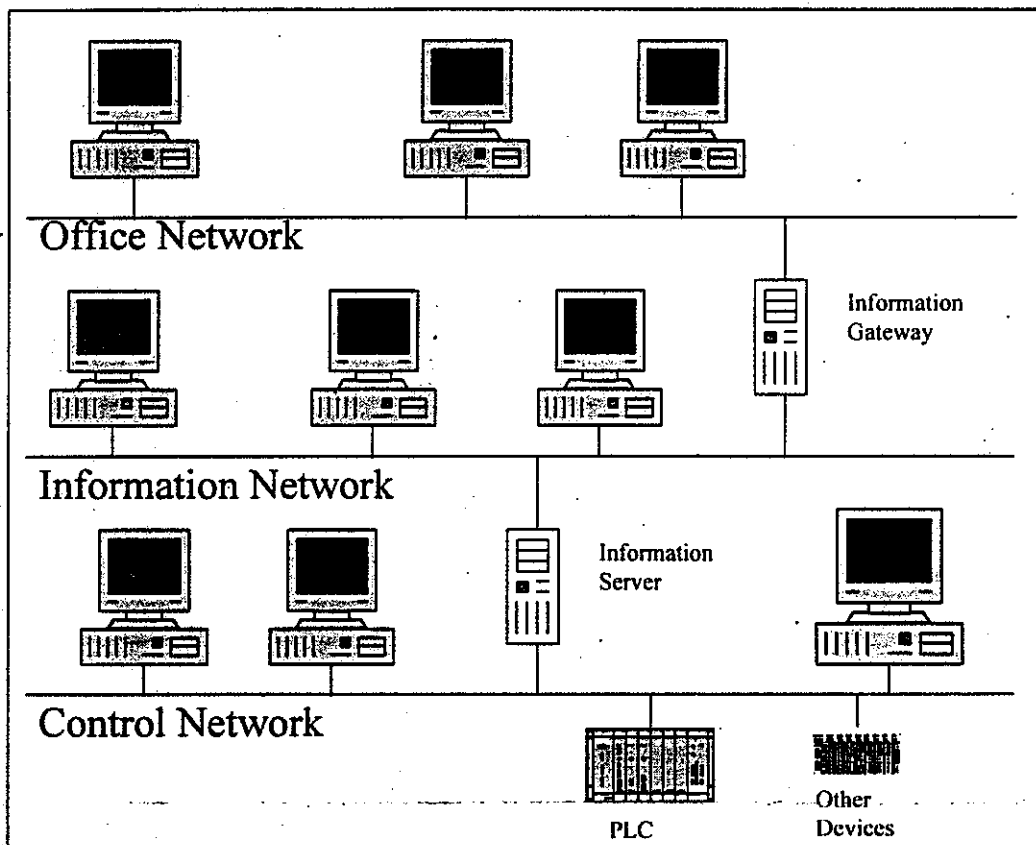 Office Network
Information
Gateway
Information Network
Information
Server
Control Network
PLC
Other
Devices